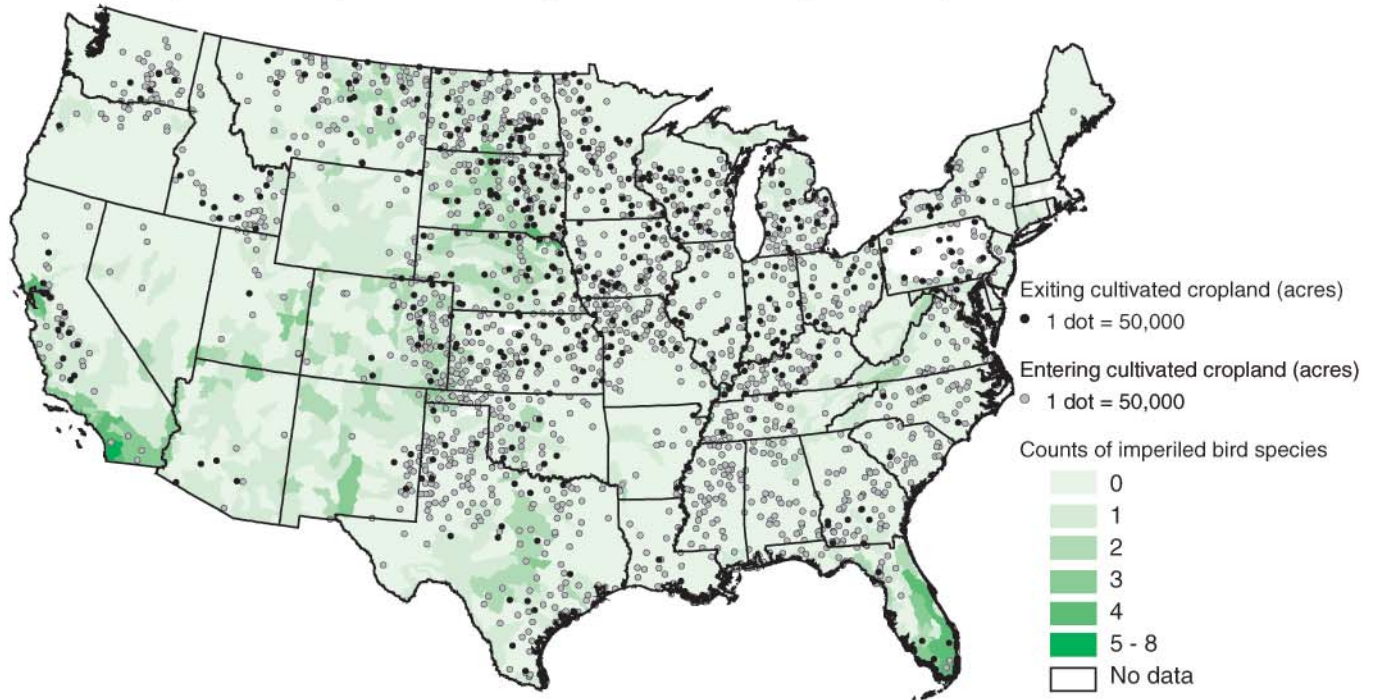 Exiting cultivated cropland (acres)
1 dot = 50,000
Entering cultivated cropland (acres)
1 dot = 50,000
Counts of imperiled bird species
0
1
2
3
4
5 - 8
No data